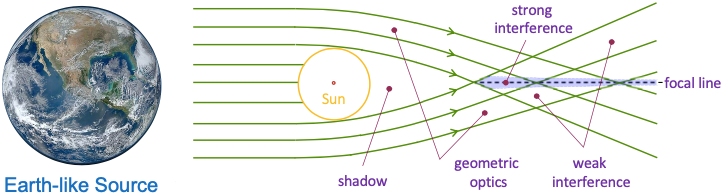 strong
interference
Sun
focal line
Earth-like Source
shadow
geometric
optics
weak
interference